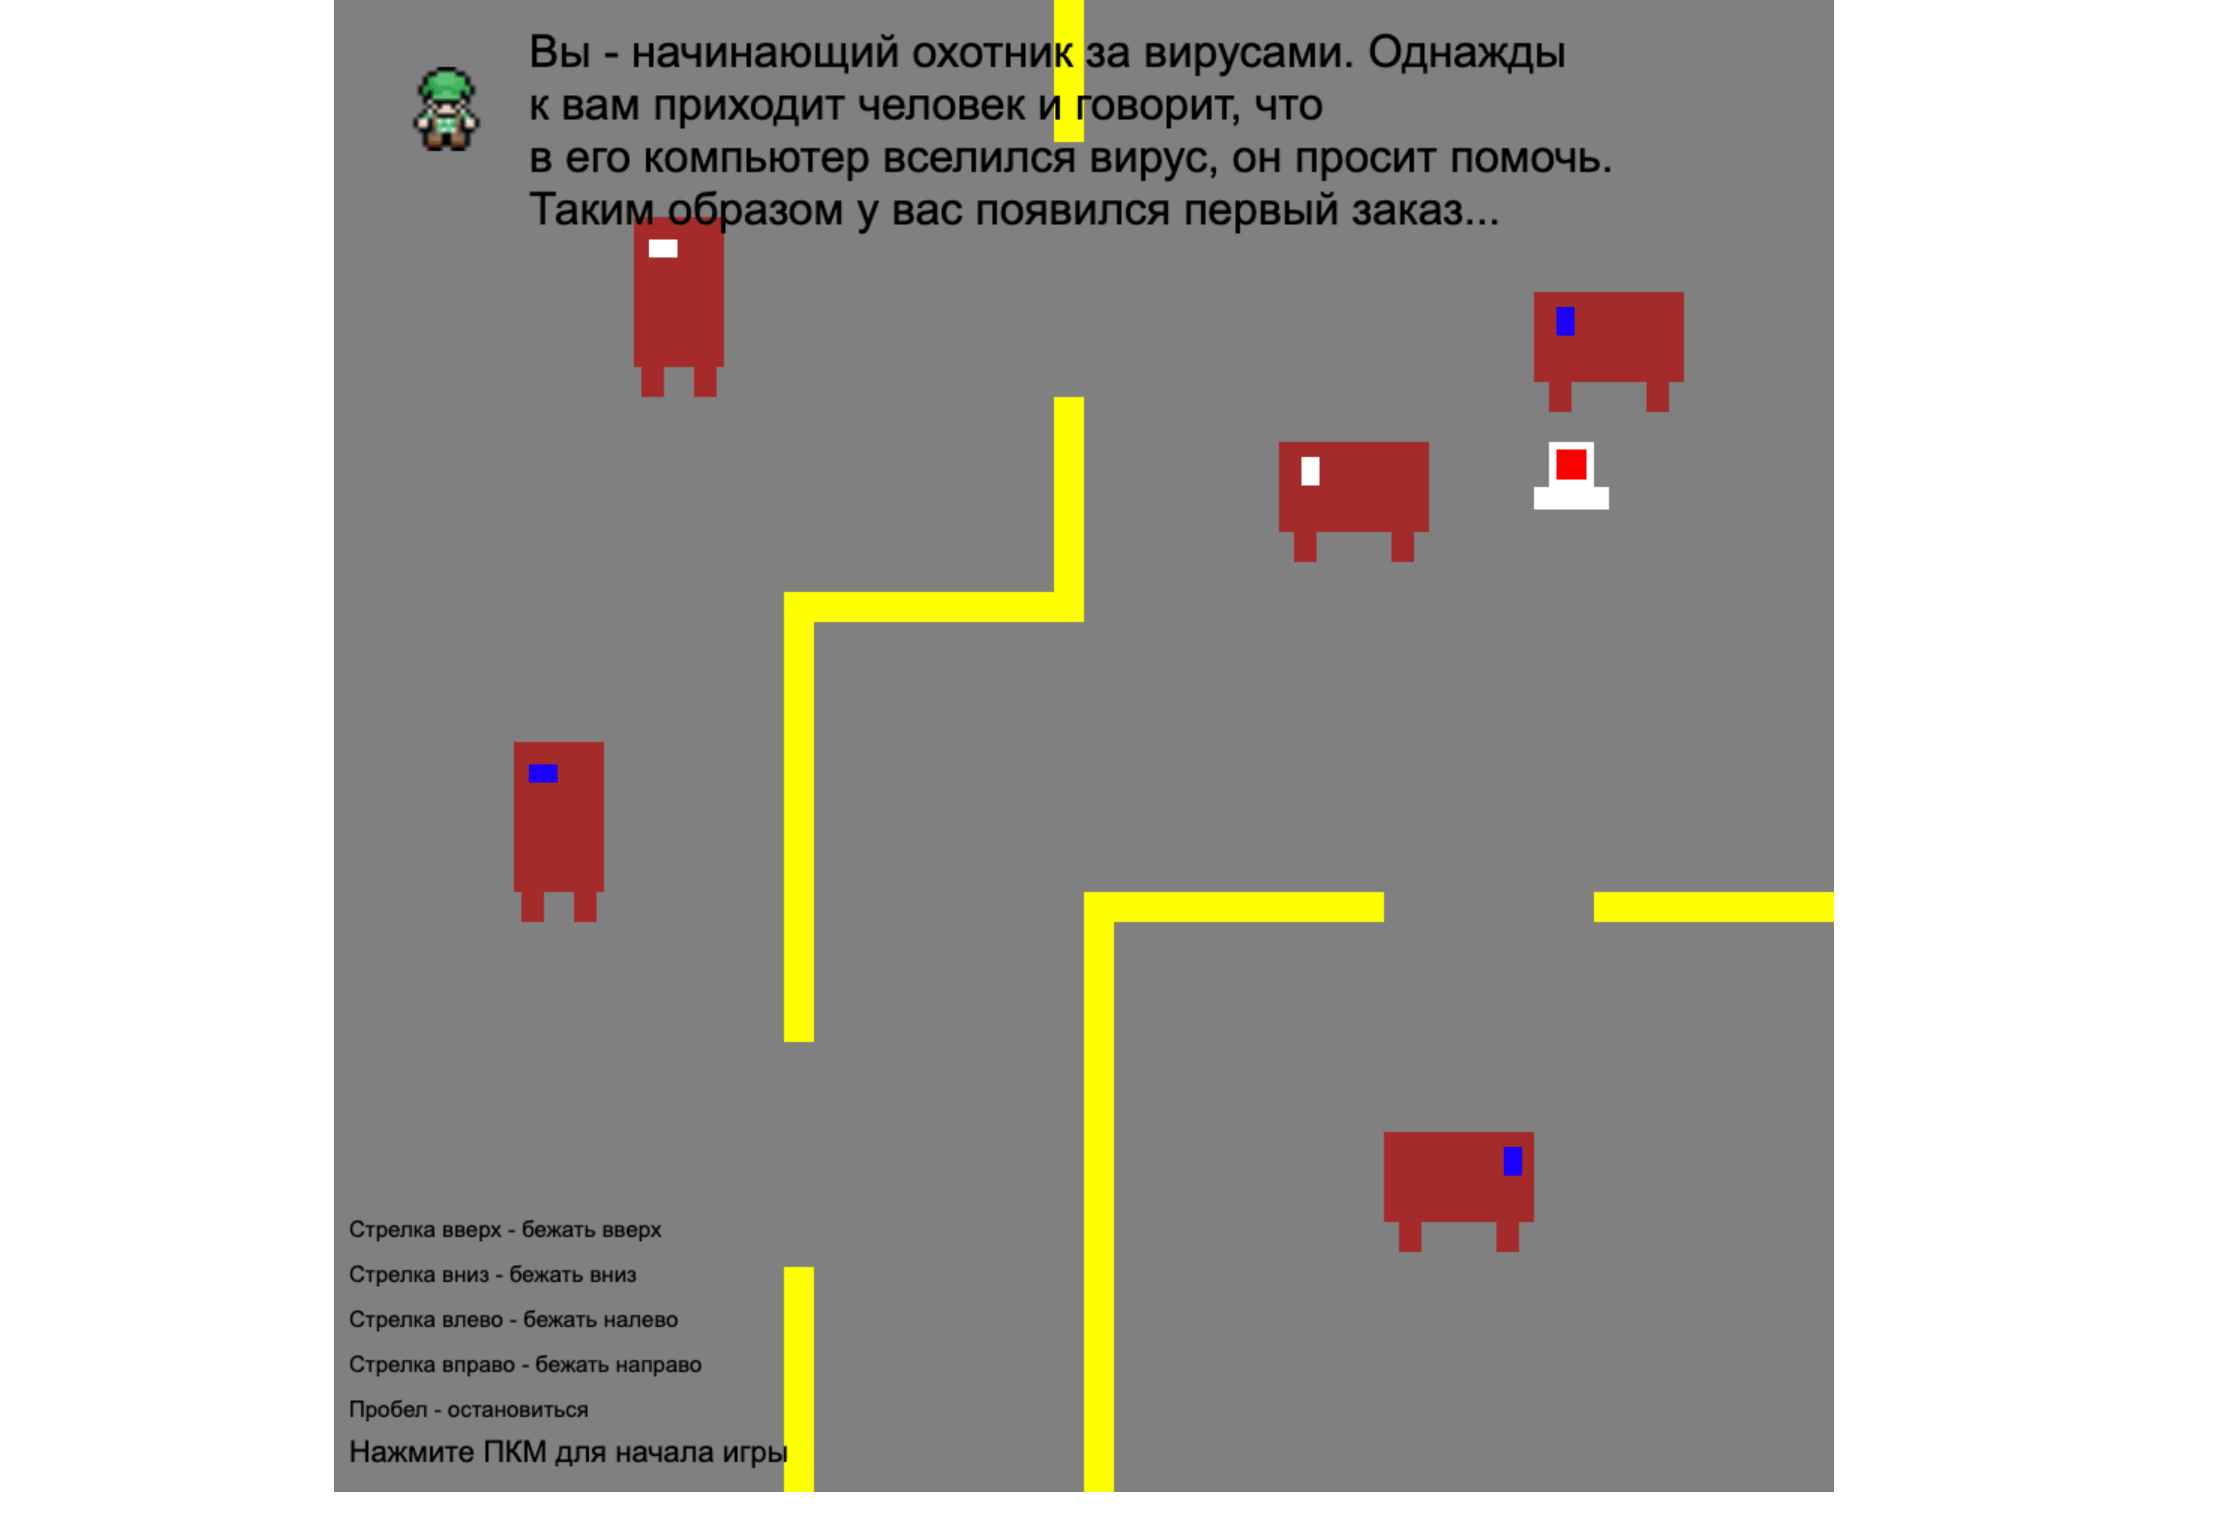 Вы - начинающий охотник за вирусами. Однажды
к вам приходит человек и говорит, что
в его компьютер вселился вирус, он просит помочь.
Таким образом у вас появился первый заказ...
Стрелка вверх - бежать вверх
Стрелка вниз - бежать вниз
Стрелка влево - бежать налево
Стрелка вправо - бежать направо
Пробел - остановиться
Нажмите ПКМ для начала игры